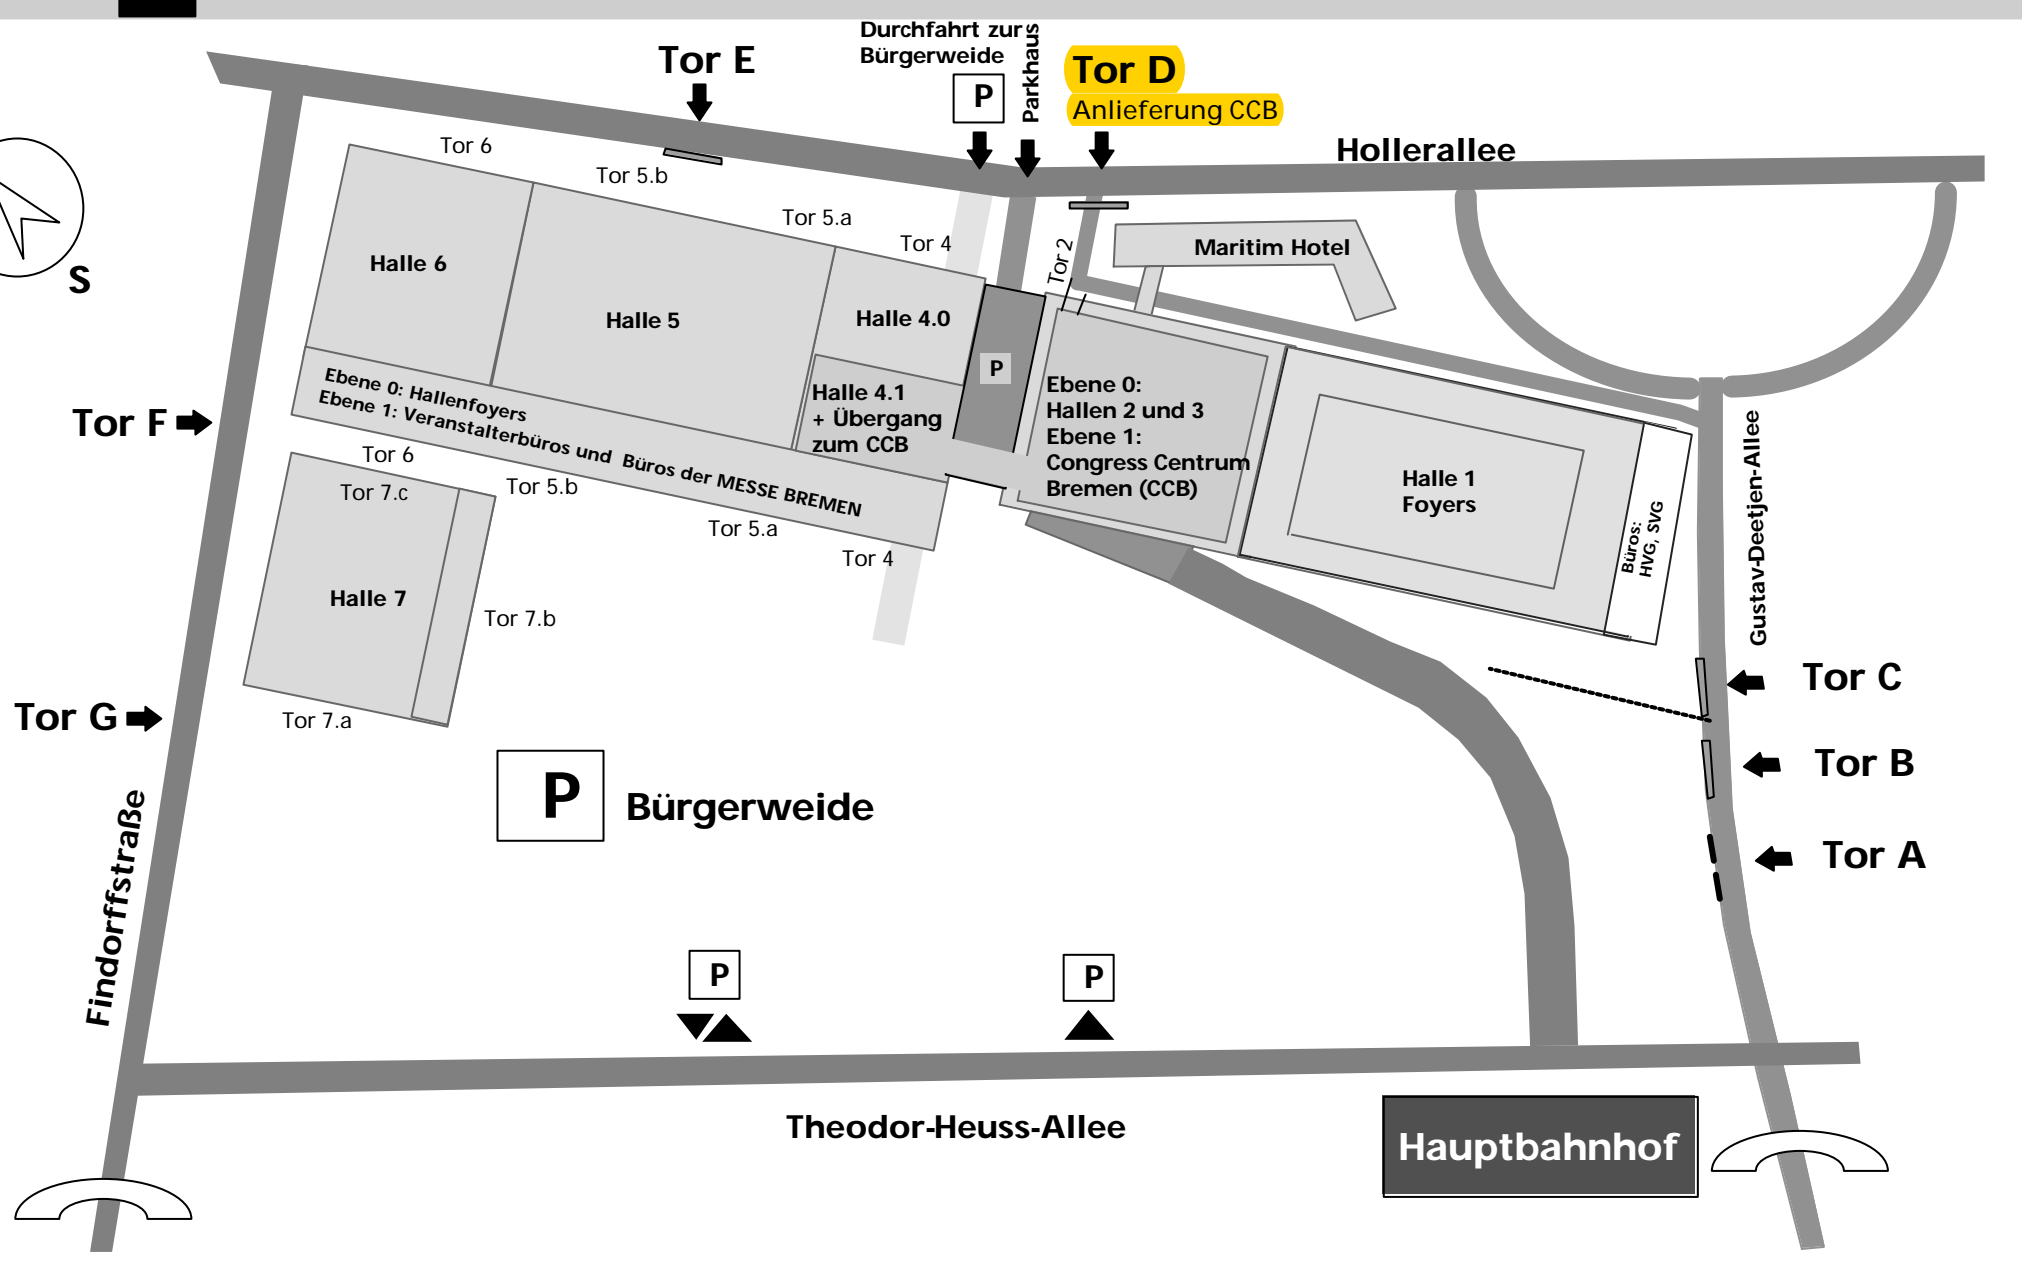 Durchfahrt zur
Bürgerweide
Parkhaus
Tor E
P
Tor D
Anlieferung CCB
Hollerallee
S
Tor 6
Tor 5.b
Tor 5.a
Tor 4
Tor 2
Maritim Hotel
Halle 6
Halle 5
Halle 4.0
P
Halle 4.1
+ Übergang
zum CCB
Ebene 0:
Hallen 2 und 3
Ebene 1:
Congress Centrum
Bremen (CCB)
Halle 1
Foyers
Büros:
HVG, SVG
Gustav-Deetjen-Allee
Ebene 0: Hallenfoyers
Ebene 1: Veranstalterbüros und Büros der MESSE BREMEN
Tor F
Tor 6
Tor 7.c
Tor 5.b
Tor 5.a
Tor 4
Halle 7
Tor 7.b
Tor 7.a
Tor G
Tor C
Tor B
Tor A
P
Bürgerweide
Findorffstraße
P
P
Theodor-Heuss-Allee
Hauptbahnhof